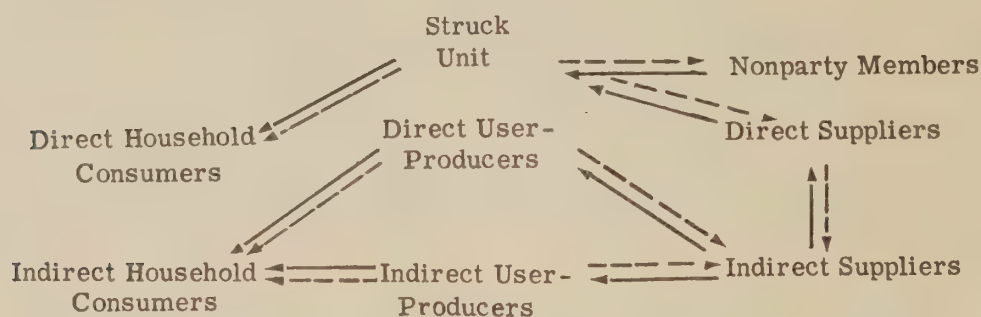 Struck
Unit
Nonparty Members
Direct Household
Consumers
Direct User-
Producers
Direct Suppliers
Indirect Household
Consumers
Indirect User-
Producers
Indirect Suppliers